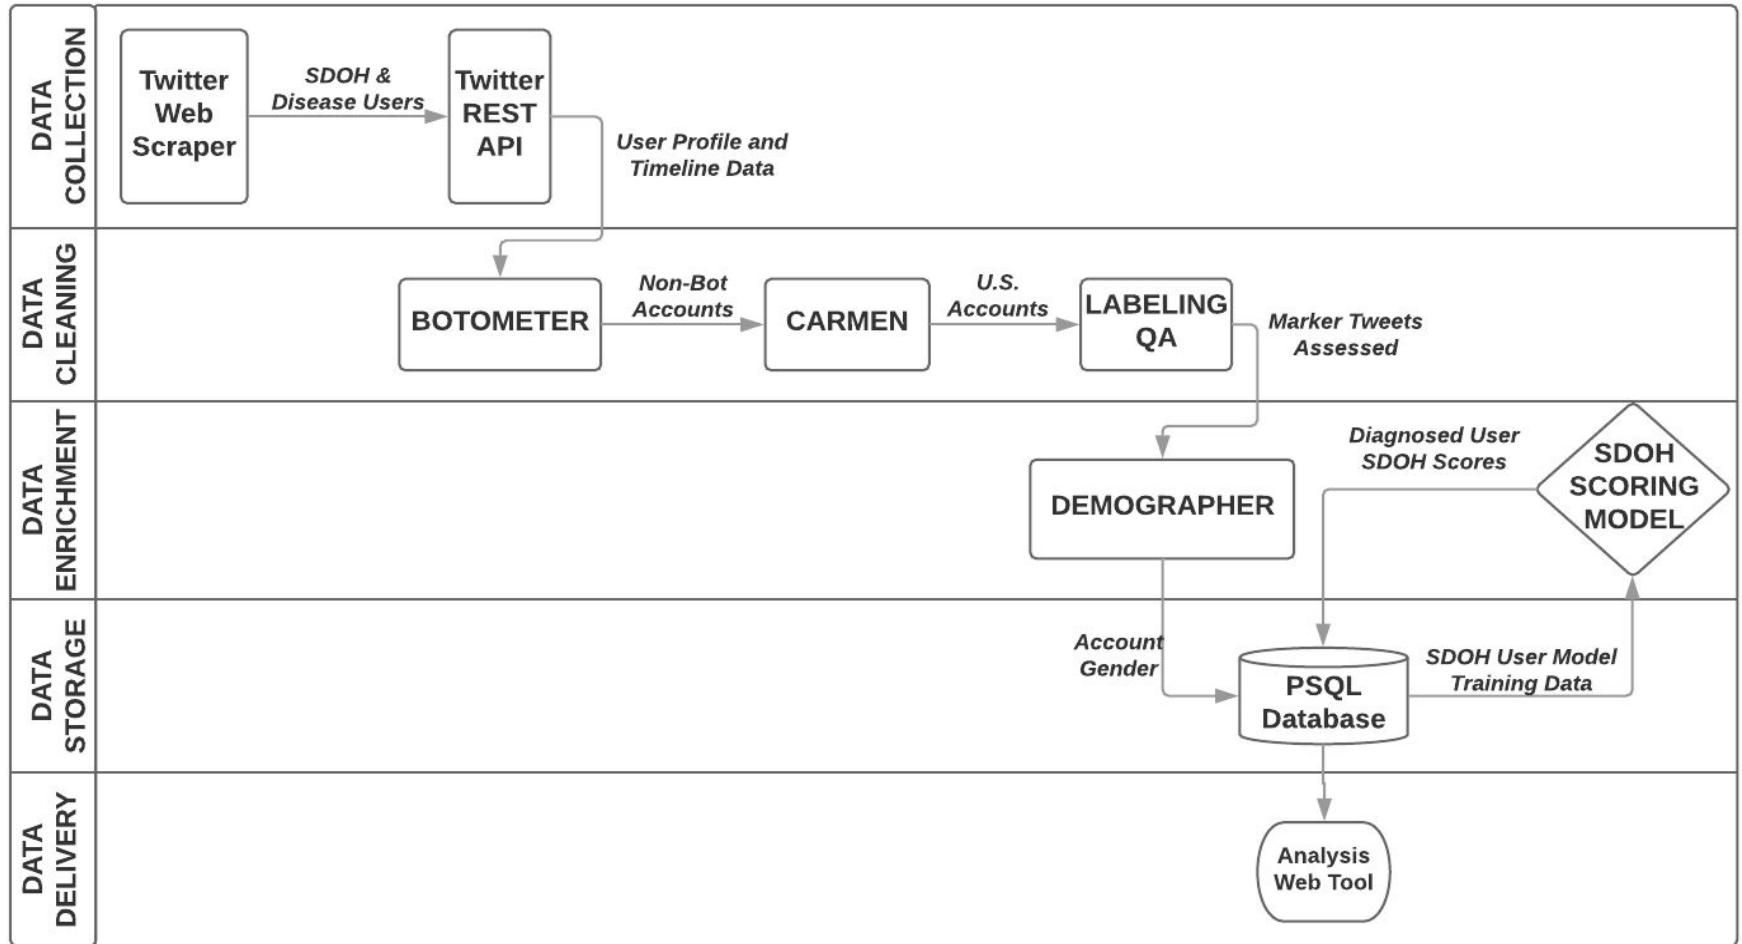 DATA
COLLECTION
Twitter
Web
Scraper
SDOH &
Disease Users
Twitter
REST
API
User Profile and
Timeline Data
DATA
CLEANING
BOTOMETER
Non-Bot
Accounts
CARMEN
U.S.
Accounts
LABELING
QA
Marker Tweets
Assessed
DATA
ENRICHMENT
DEMOGRAPHER
Diagnosed User
SDOH Scores
SDOH
SCORING
MODEL
DATA
STORAGE
Account
Gender
PSQL
Database
SDOH User Model
Training Data
DATA
DELIVERY
Analysis
Web Tool